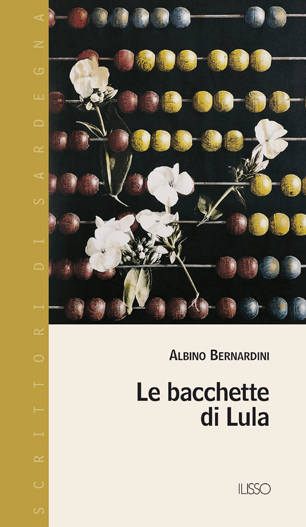 SCRITTORI DI SARDEGNA
ALBINO BERNARDINI
Le bacchette
di Lula
ILISSO